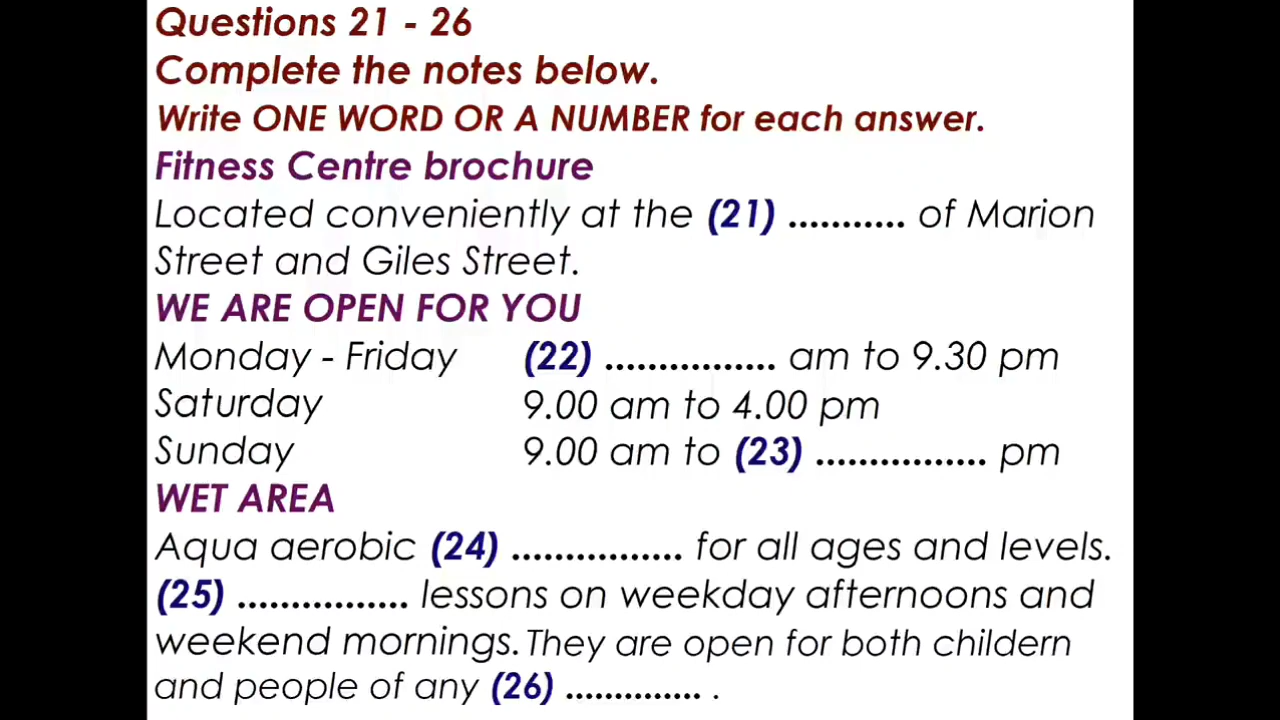 Questions 21 - 26
Complete the notes below.
Write ONE WORD OR A NUMBER for each answer.
Fitness Centre brochure
Located conveniently at the (21) ........... of Marion
Street and Giles Street.
WE ARE OPEN FOR YOU
Monday - Friday (22) ................ am to 9.30 pm
Saturday 9.00 am to 4.00 pm
Sunday 9.00 am to (23) ................ pm
WET AREA
Aqua aerobic (24) ................ for all ages and levels.
(25) ................ lessons on weekday afternoons and
weekend mornings. They are open for both childern
and people of any (26) ............. .